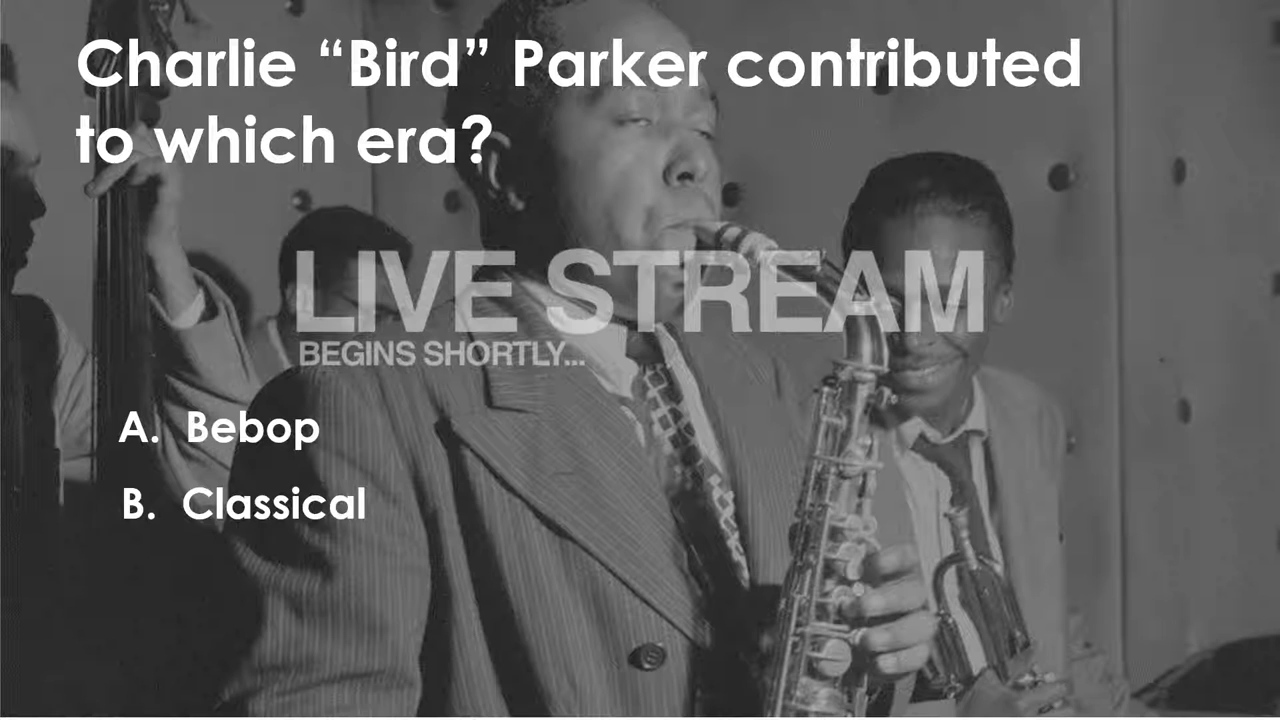 Charlie “Bird” Parker contributed
to which era?
LIVE STREAM
BEGINS SHORTLY...
A. Bebop
B. Classical